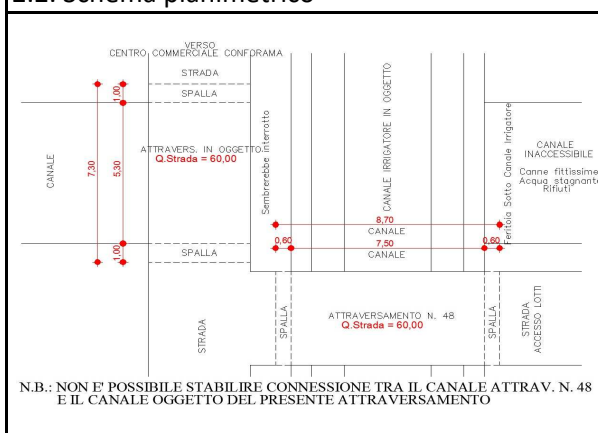 2.2. Schema planimetrico
VERSO
CENTRO COMMERCIALE CONFORAMA
STRADA
SPALLA
1,00
7,30
5,30
1,00
CANALE
ATTRAVERS. IN OGGETTO
Q.Strada = 60,00
Sembrerebbe interrotto
CANALE IRRIGATORE IN OGGETTO
Feritoia Sotto Canale Irrigatore
CANALE
INACCESSIBILE
Canne fittissime
Acqua stagnante
Rifiuti
8,70
CANALE
0,60
7,50
0,60
CANALE
SPALLA
STRADA
SPALLA
ATTRAVERSAMENTO N. 48
Q.Strada = 60,00
SPALLA
STRADA
ACCESSO LOTTI
N.B.: NON E' POSSIBILE STABILIRE CONNESSIONE TRA IL CANALE ATTRAV. N. 48
E IL CANALE OGGETTO DEL PRESENTE ATTRAVERSAMENTO